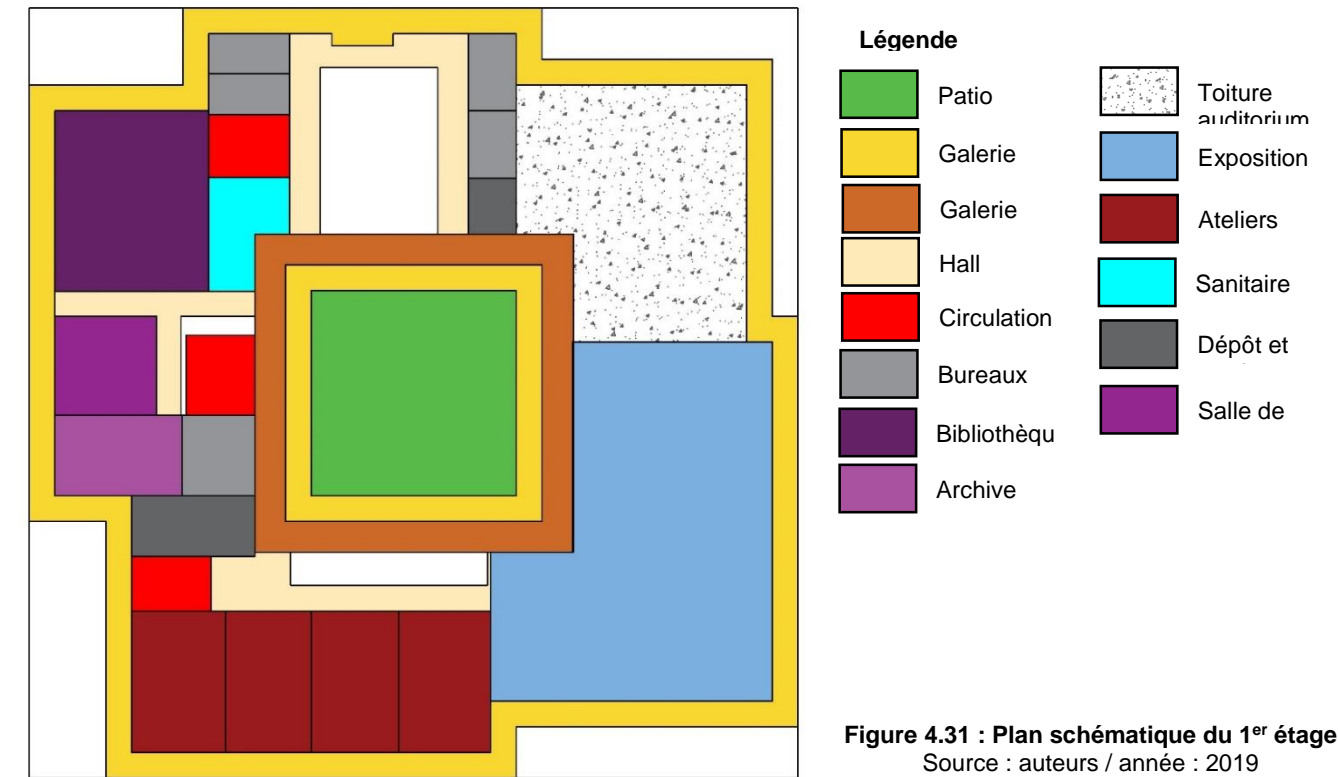 Légende
Patio
Galerie
Galerie
Hall
Circulation
Bureaux
Bibliothèqu
Archive
Toiture
auditorium
Exposition
Ateliers
Sanitaire
Dépôt et
Salle de
Figure 4.31 : Plan schématique du 1er étage
Source : auteurs / année : 2019